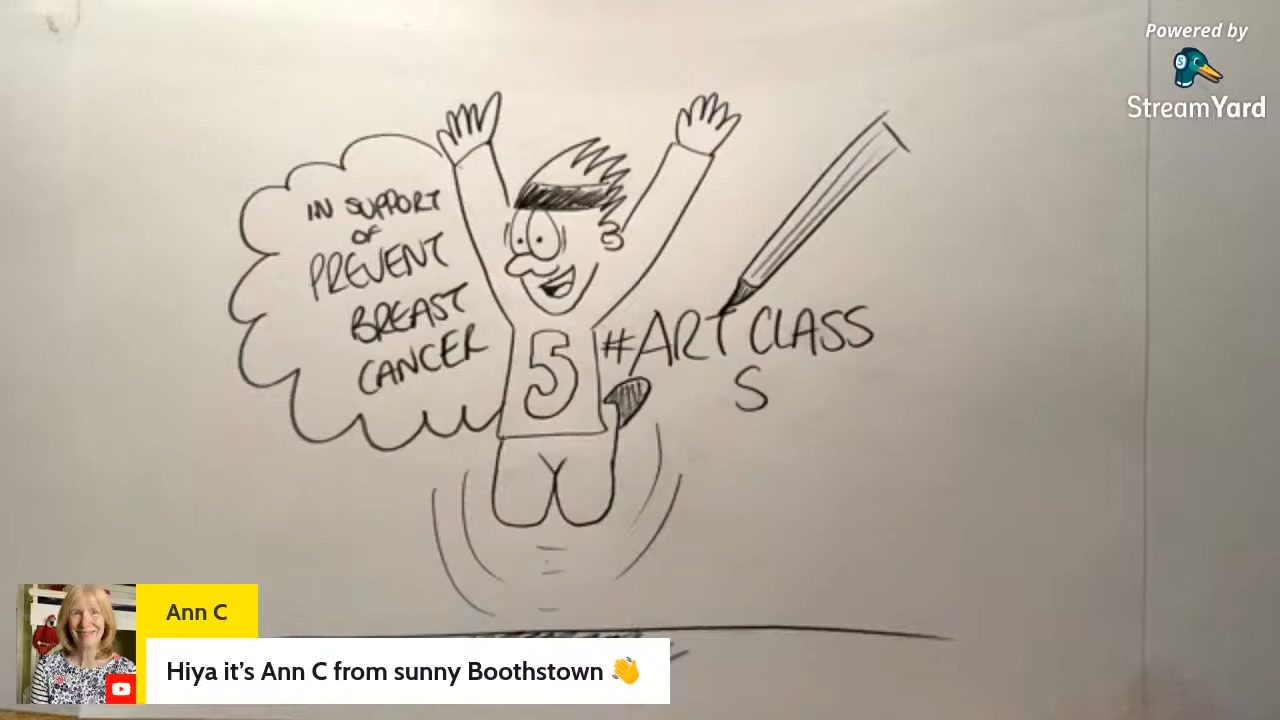 Powered by
StreamYard
IN SUPPORT
OF
PREVENT
BREAST
CANCER
5
#ART CLASS
S
Ann C
Hiya it's Ann C from sunny Boothstown 👋